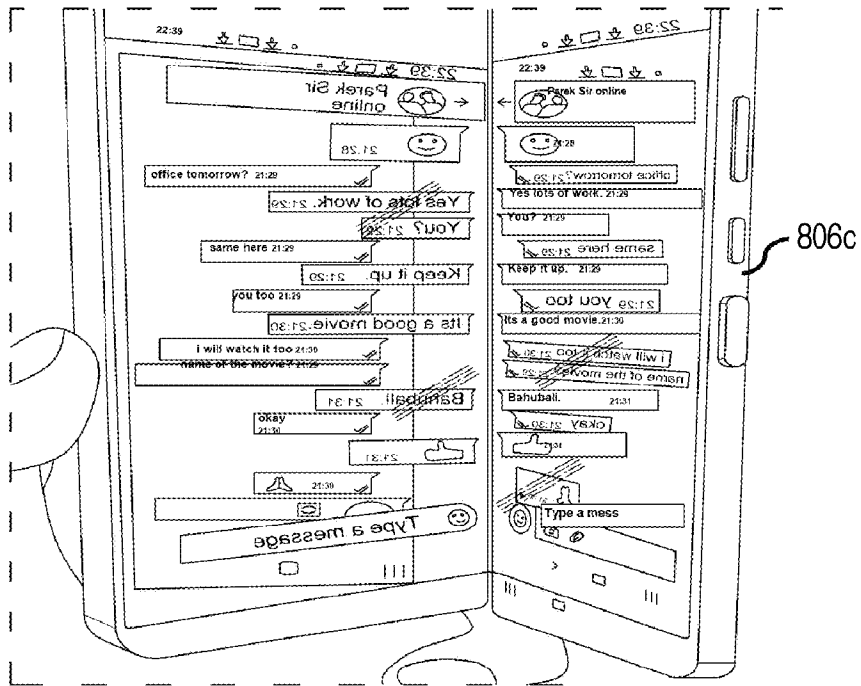 22:39
22:39
Parek Sir
online
21:28
office tomorrow? 21:29
Yes lots of work. 21:29
You? 21:29
same here 21:29
Keep it up. 21:29
you too 21:29
Its a good movie. 21:30
i will watch it too 21:30
name of the movie?
Bahubali. 21:31
okay
21:30
21:31
21:30
Type a message
22:39
22:39
Parek Sir online
21:28
office tomorrow? 21:29
Yes lots of work. 21:29
You? 21:29
same here 21:29
Keep it up. 21:29
you too 21:29
Its a good movie. 21:30
i will watch it too 21:30
name of the movie?
Bahubali. 21:31
okay 21:30
21:31
Type a mess
806c